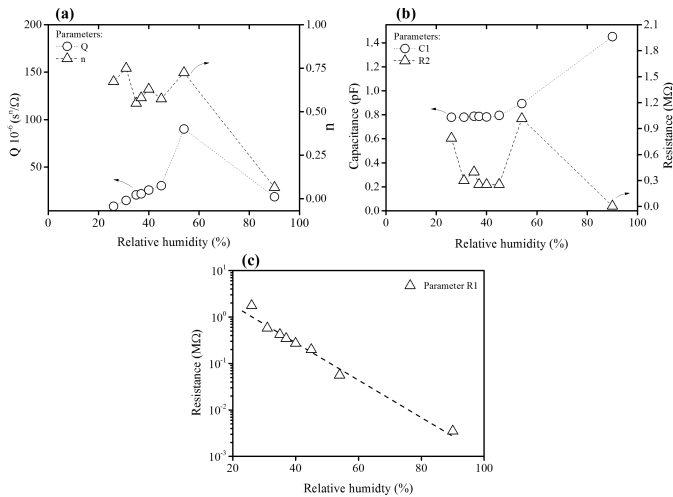 (a)
Parameters:
Q
n
Q 10⁻⁶ (sⁿ/Ω)
200
150
100
50
1.00
0.75
0.50
0.25
0.00
n
20 40 60 80 100
Relative humidity (%)
(b)
Parameters:
C1
R2
Capacitance (pF)
1.4
1.2
1.0
0.8
0.6
0.4
0.2
0.0
2.1
1.8
1.5
1.2
0.9
0.6
0.3
0.0
Resistance (MΩ)
20 40 60 80 100
Relative humidity (%)
(c)
Parameter R1
Resistance (MΩ)
10¹
10⁰
10⁻¹
10⁻²
10⁻³
20 40 60 80 100
Relative humdity (%)